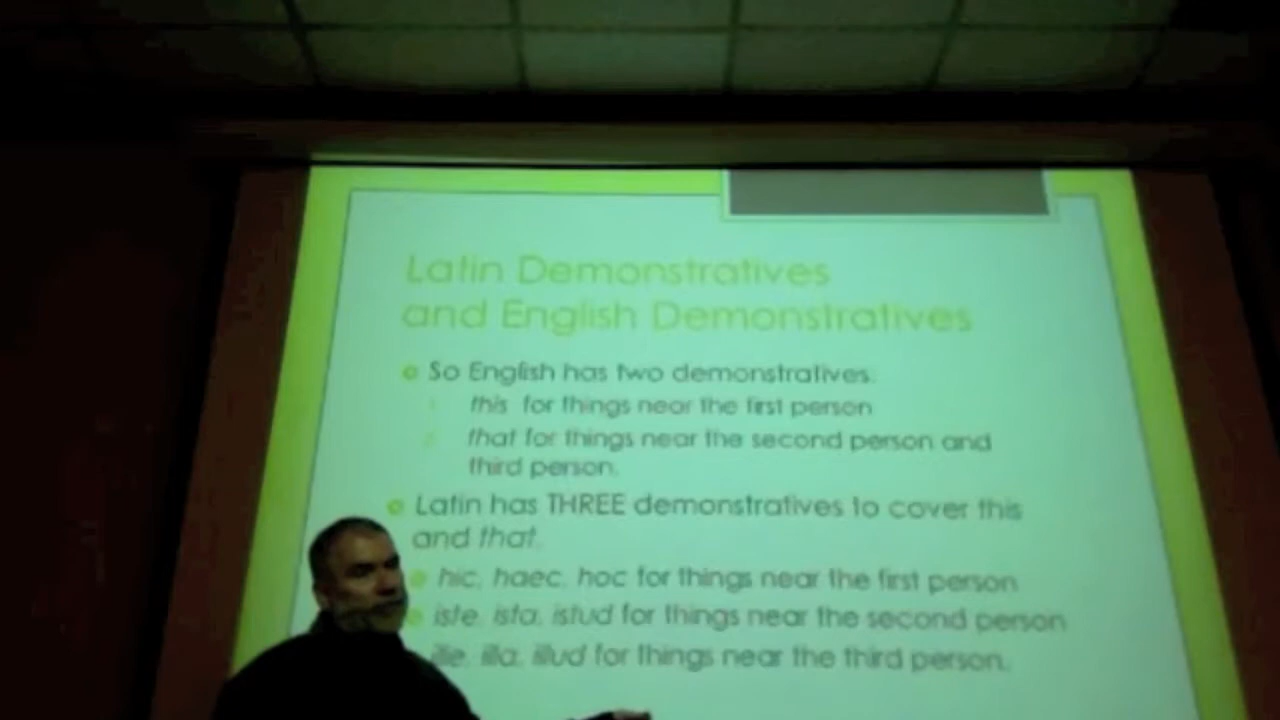 Latin Demonstratives
and English Demonstratives
So English has two demonstratives:
this for things near the first person
that for things near the second person and
third person.
Latin has THREE demonstratives to cover this
and that.
hic, haec, hoc for things near the first person
iste, ista, istud for things near the second person
ille, illa, illud for things near the third person.